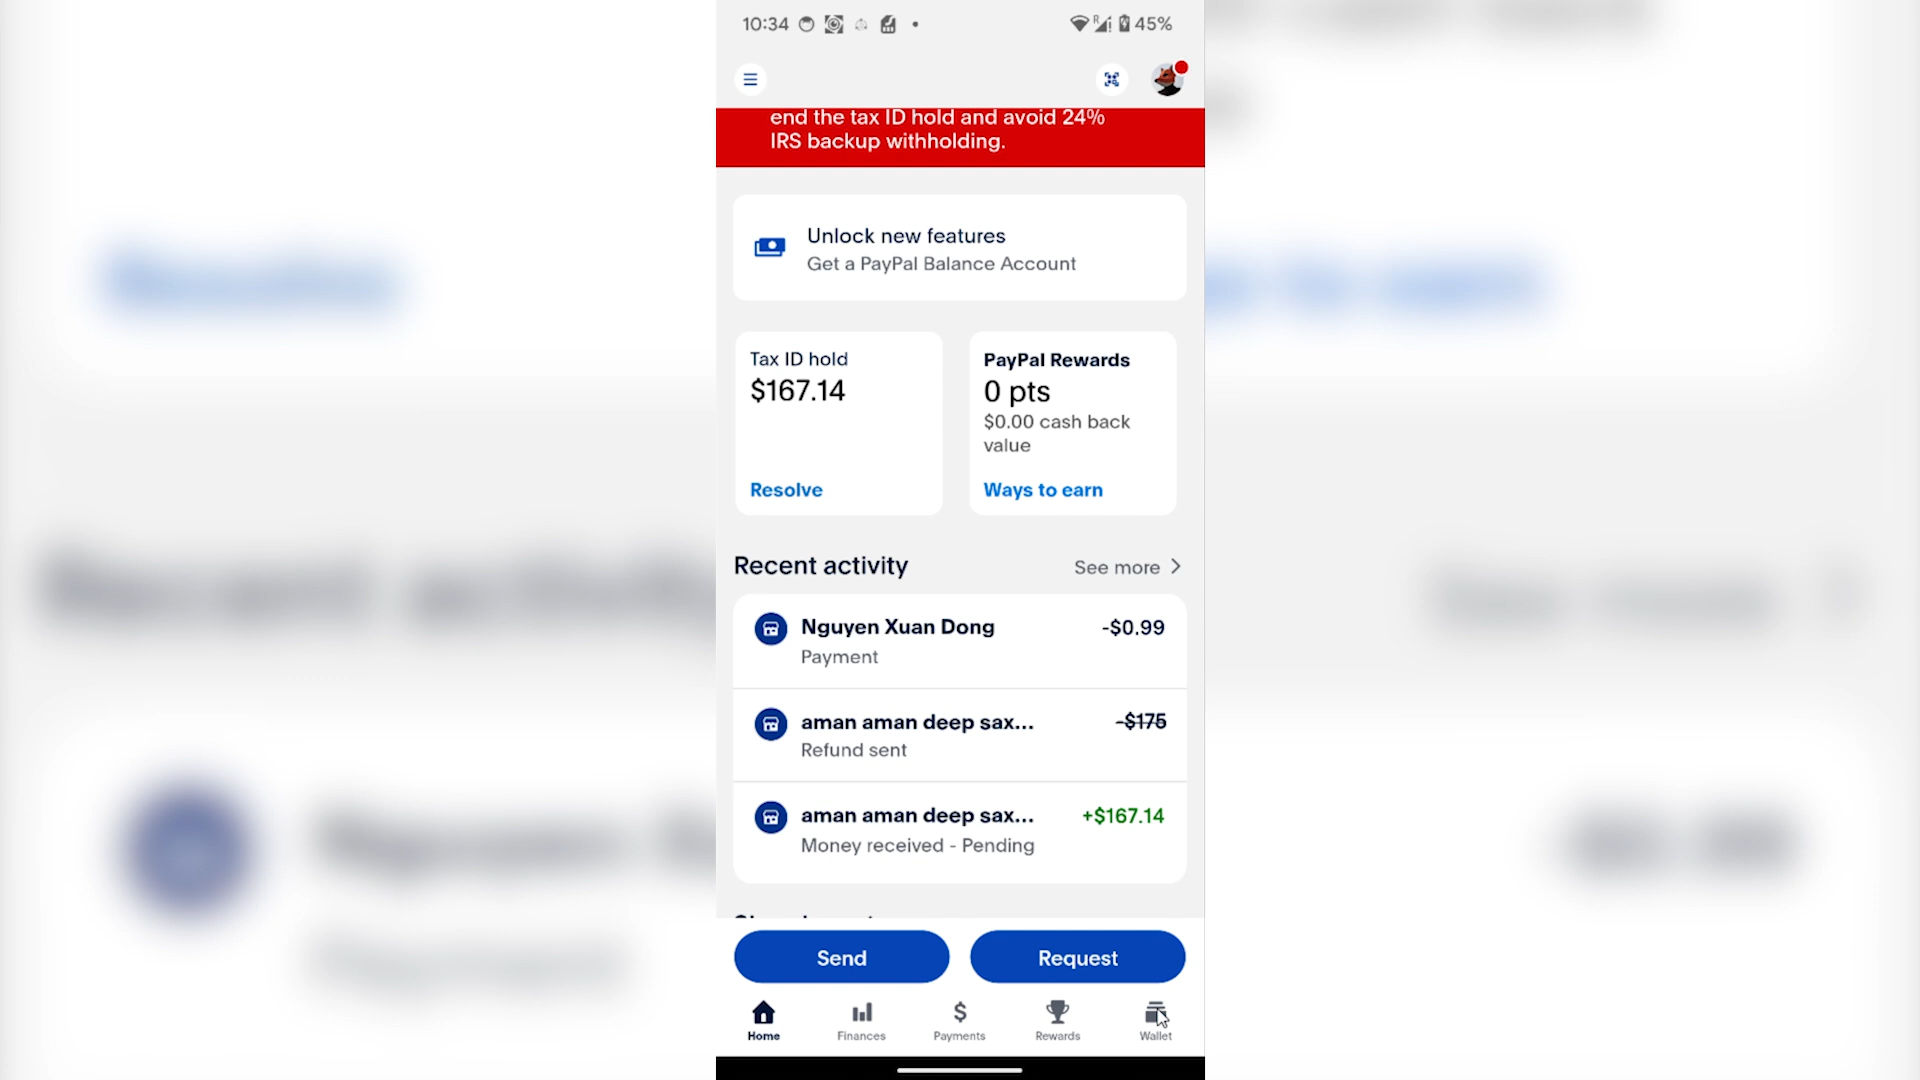 10:34
45%
end the tax ID hold and avoid 24%
IRS backup withholding.
Unlock new features
Get a PayPal Balance Account
Tax ID hold
$167.14
Resolve
PayPal Rewards
0 pts
$0.00 cash back
value
Ways to earn
Recent activity
See more
Nguyen Xuan Dong
-$0.99
Payment
aman aman deep sax...
-$175
Refund sent
aman aman deep sax...
+$167.14
Money received - Pending
Send
Request
Home
Finances
Payments
Rewards
Wallet